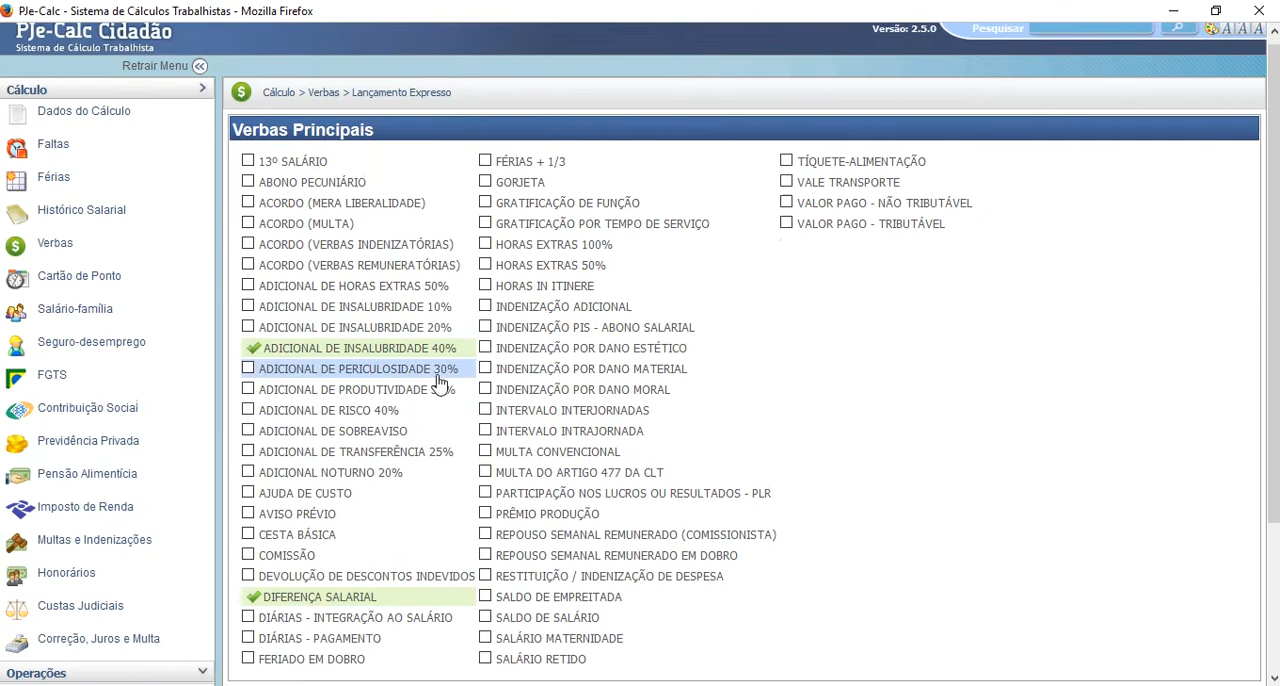 PJe-Calc - Sistema de Cálculos Trabalhistas - Mozilla Firefox
PJe-Calc Cidadão
Sistema de Cálculo Trabalhista
Versão: 2.5.0
Pesquisar
A A A
Retrair Menu
Cálculo
Dados do Cálculo
Faltas
Férias
Histórico Salarial
Verbas
Cartão de Ponto
Salário-família
Seguro-desemprego
FGTS
Contribuição Social
Previdência Privada
Pensão Alimentícia
Imposto de Renda
Multas e Indenizações
Honorários
Custas Judiciais
Correção, Juros e Multa
Operações
Cálculo > Verbas > Lançamento Expresso
Verbas Principais
13º SALÁRIO
ABONO PECUNIÁRIO
ACORDO (MERA LIBERALIDADE)
ACORDO (MULTA)
ACORDO (VERBAS INDENIZATÓRIAS)
ACORDO (VERBAS REMUNERATÓRIAS)
ADICIONAL DE HORAS EXTRAS 50%
ADICIONAL DE INSALUBRIDADE 10%
ADICIONAL DE INSALUBRIDADE 20%
ADICIONAL DE INSALUBRIDADE 40%
ADICIONAL DE PERICULOSIDADE 30%
ADICIONAL DE PRODUTIVIDADE
ADICIONAL DE RISCO 40%
ADICIONAL DE SOBREAVISO
ADICIONAL DE TRANSFERÊNCIA 25%
ADICIONAL NOTURNO 20%
AJUDA DE CUSTO
AVISO PRÉVIO
CESTA BÁSICA
COMISSÃO
DEVOLUÇÃO DE DESCONTOS INDEVIDOS
DIFERENÇA SALARIAL
DIÁRIAS - INTEGRAÇÃO AO SALÁRIO
DIÁRIAS - PAGAMENTO
FERIADO EM DOBRO
FÉRIAS + 1/3
GORJETA
GRATIFICAÇÃO DE FUNÇÃO
GRATIFICAÇÃO POR TEMPO DE SERVIÇO
HORAS EXTRAS 100%
HORAS EXTRAS 50%
HORAS IN ITINERE
INDENIZAÇÃO ADICIONAL
INDENIZAÇÃO PIS - ABONO SALARIAL
INDENIZAÇÃO POR DANO ESTÉTICO
INDENIZAÇÃO POR DANO MATERIAL
INDENIZAÇÃO POR DANO MORAL
INTERVALO INTERJORNADAS
INTERVALO INTRAJORNADA
MULTA CONVENCIONAL
MULTA DO ARTIGO 477 DA CLT
PARTICIPAÇÃO NOS LUCROS OU RESULTADOS - PLR
PRÊMIO PRODUÇÃO
REPOUSO SEMANAL REMUNERADO (COMISSIONISTA)
REPOUSO SEMANAL REMUNERADO EM DOBRO
RESTITUIÇÃO / INDENIZAÇÃO DE DESPESA
SALDO DE EMPREITADA
SALDO DE SALÁRIO
SALÁRIO MATERNIDADE
SALÁRIO RETIDO
TÍQUETE-ALIMENTAÇÃO
VALE TRANSPORTE
VALOR PAGO - NÃO TRIBUTÁVEL
VALOR PAGO - TRIBUTÁVEL